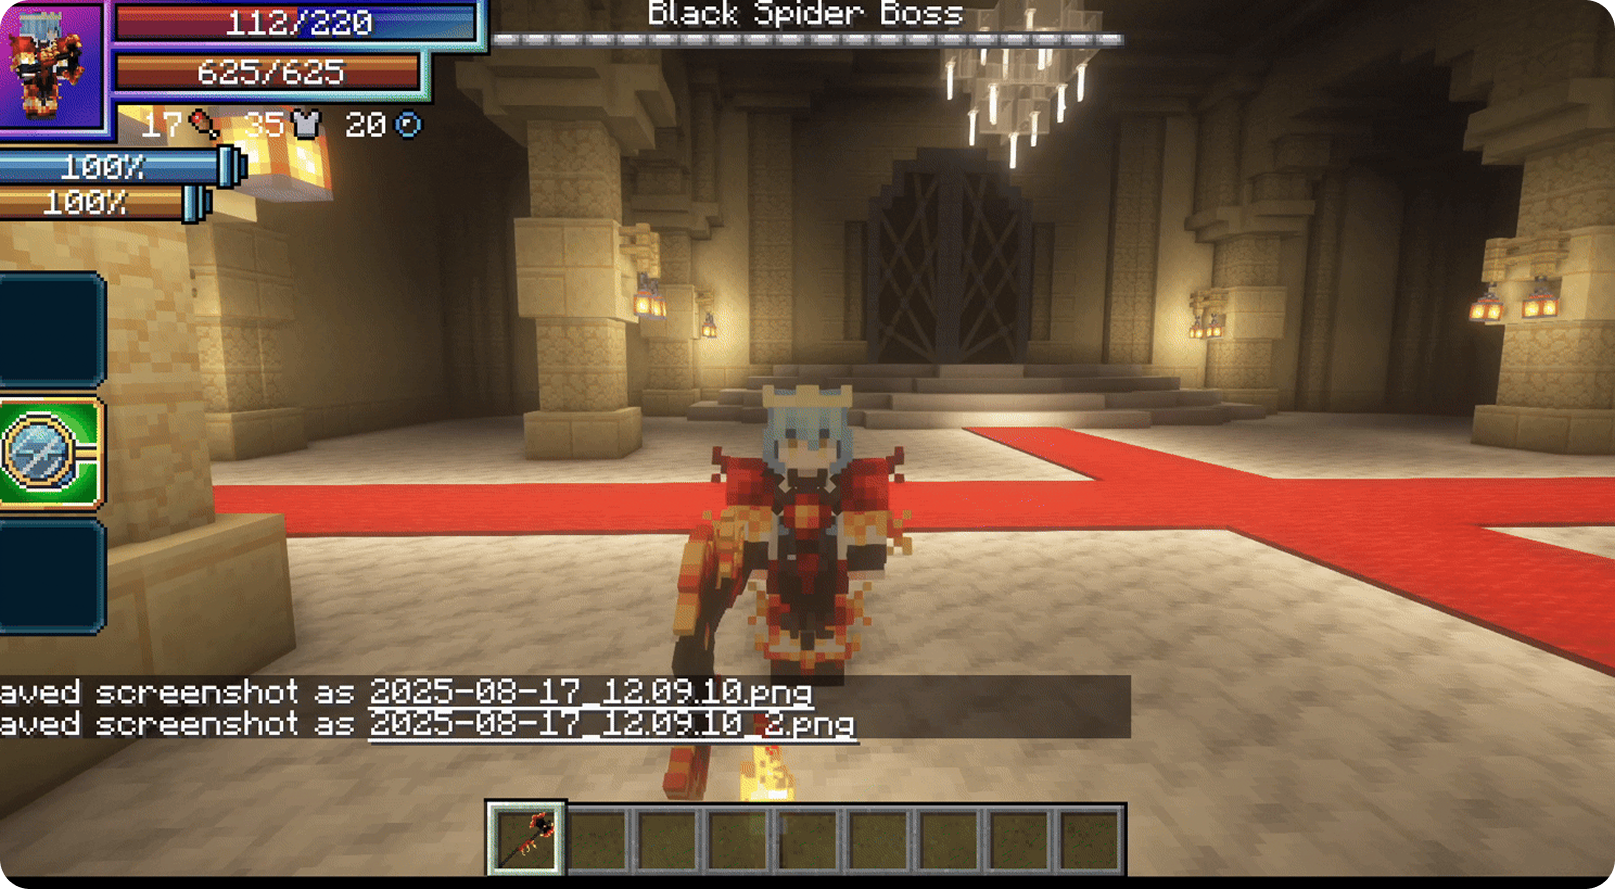 112/220
Black Spider Boss
625/625
17 35 20
100%
100%
aved screenshot as 2025-08-17_12.09.10.png
aved screenshot as 2025-08-17_12.09.10_2.png